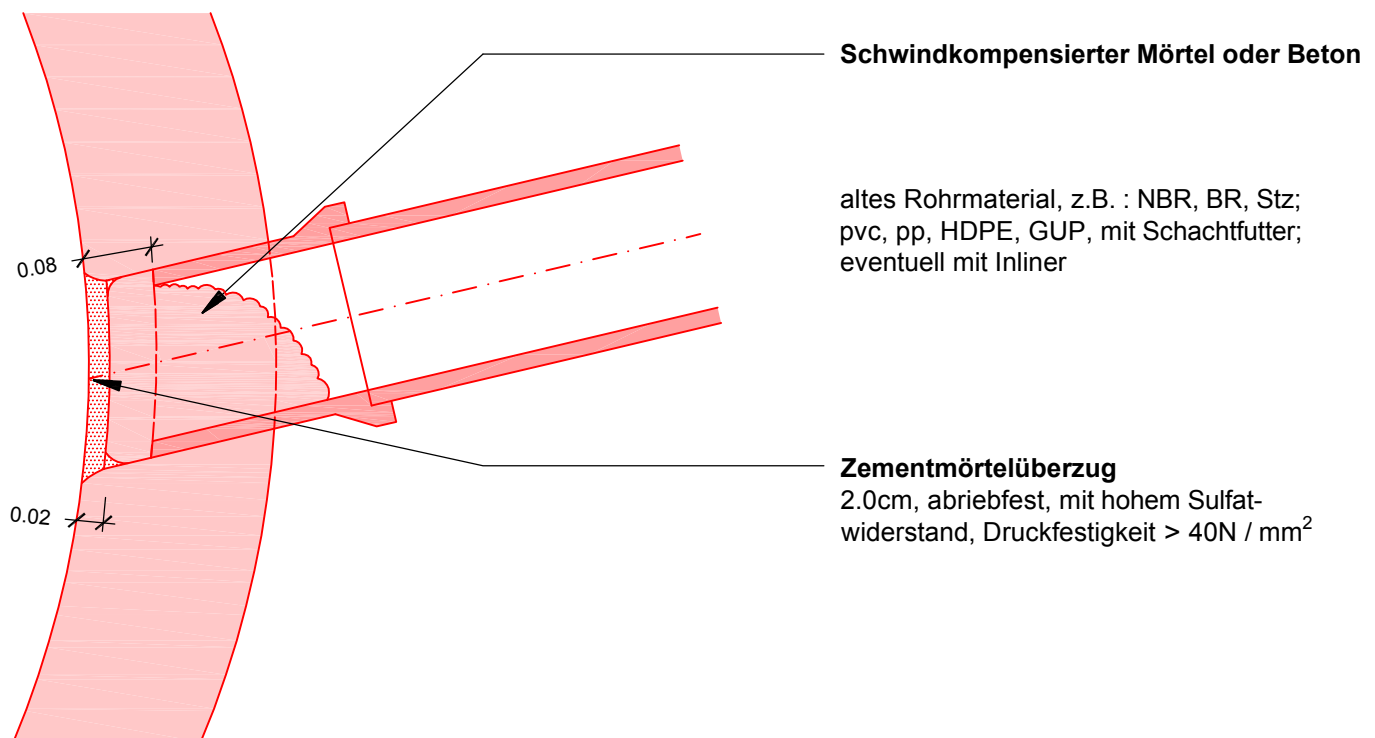 Schwindkompensierter Mörtel oder Beton
altes Rohrmaterial, z.B. : NBR, BR, Stz;
pvc, pp, HDPE, GUP, mit Schachtfutter;
eventuell mit Inliner
0.08
Zementmörtelüberzug
2.0cm, abriebfest, mit hohem Sulfat-
widerstand, Druckfestigkeit > 40N / mm²
0.02